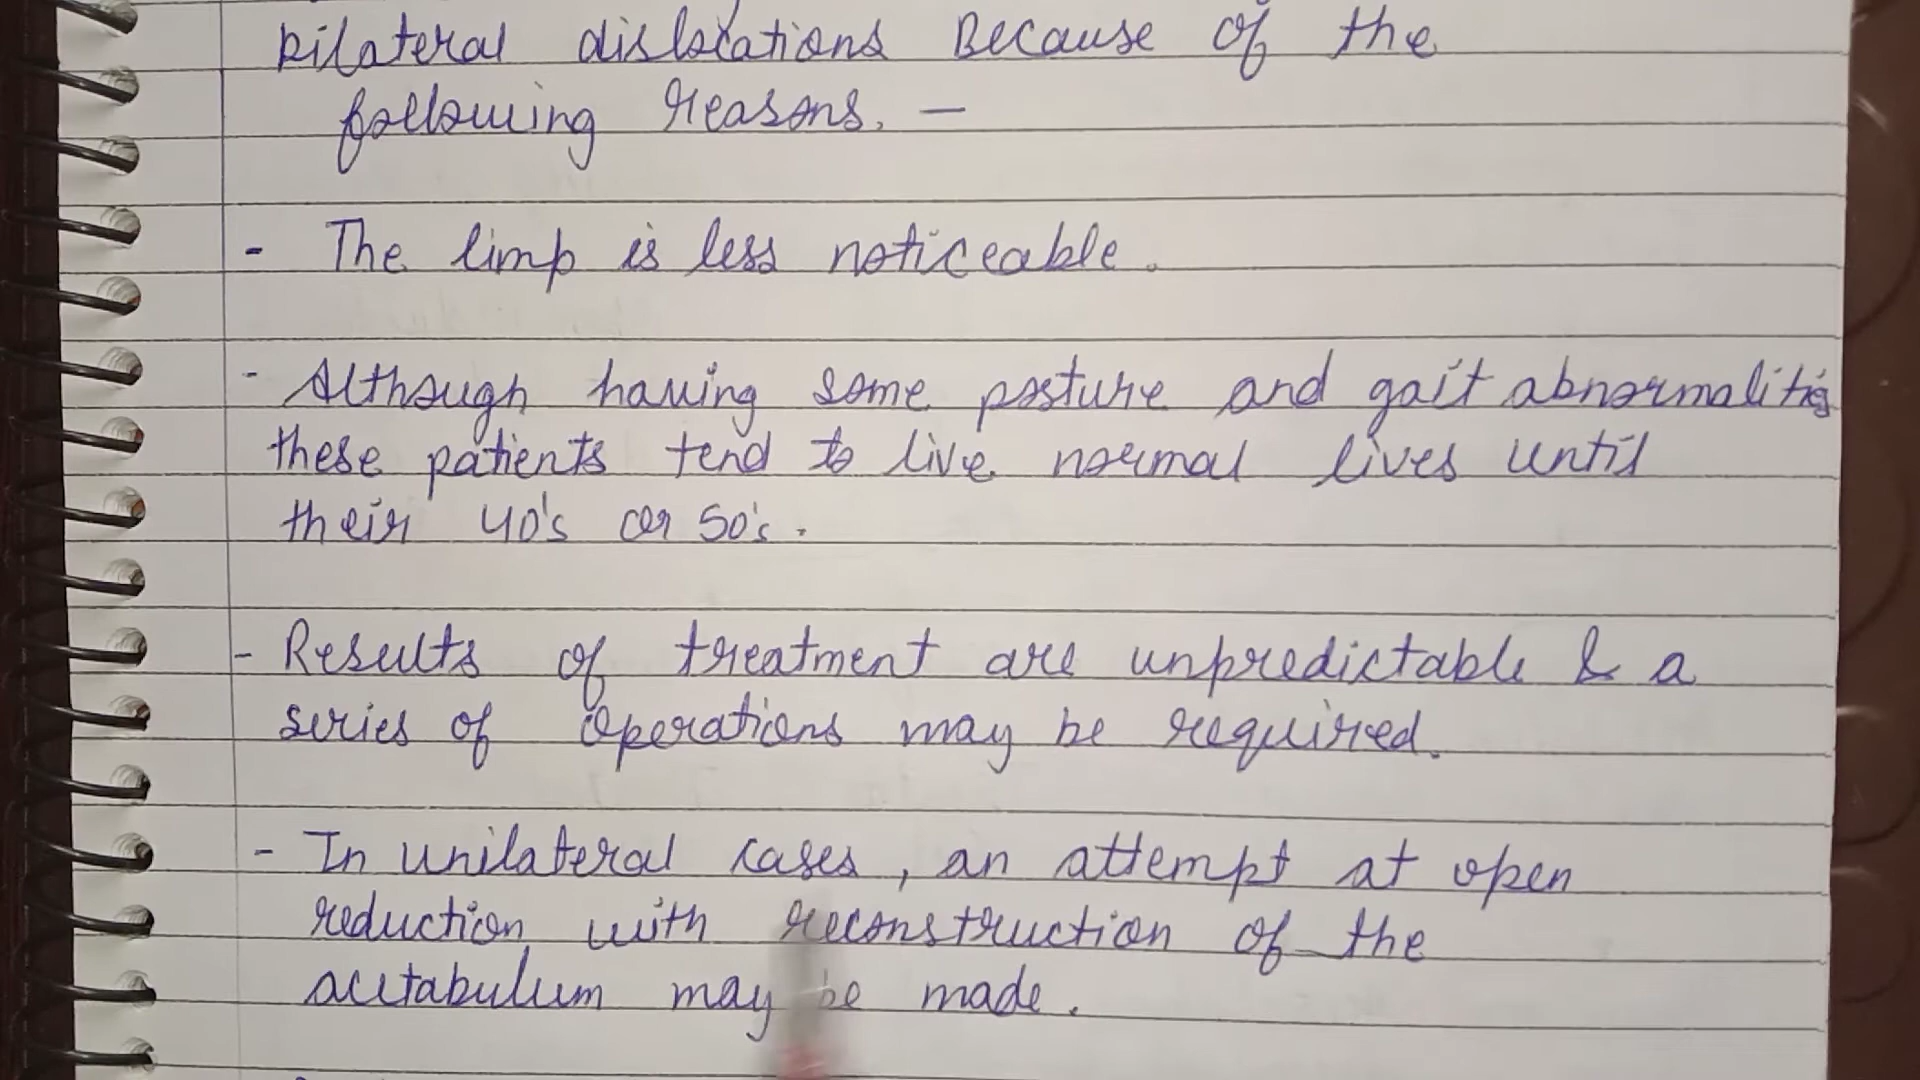 bilateral dislocations Because of the
following reasons. —
- The limp is less noticeable.
- Although having some posture and gait abnormalities
these patients tend to live normal lives until
their 40's or 50's.
- Results of treatment are unpredictable & a
series of operations may be required.
- In unilateral cases, an attempt at open
reduction with reconstruction of the
acetabulum may be made.